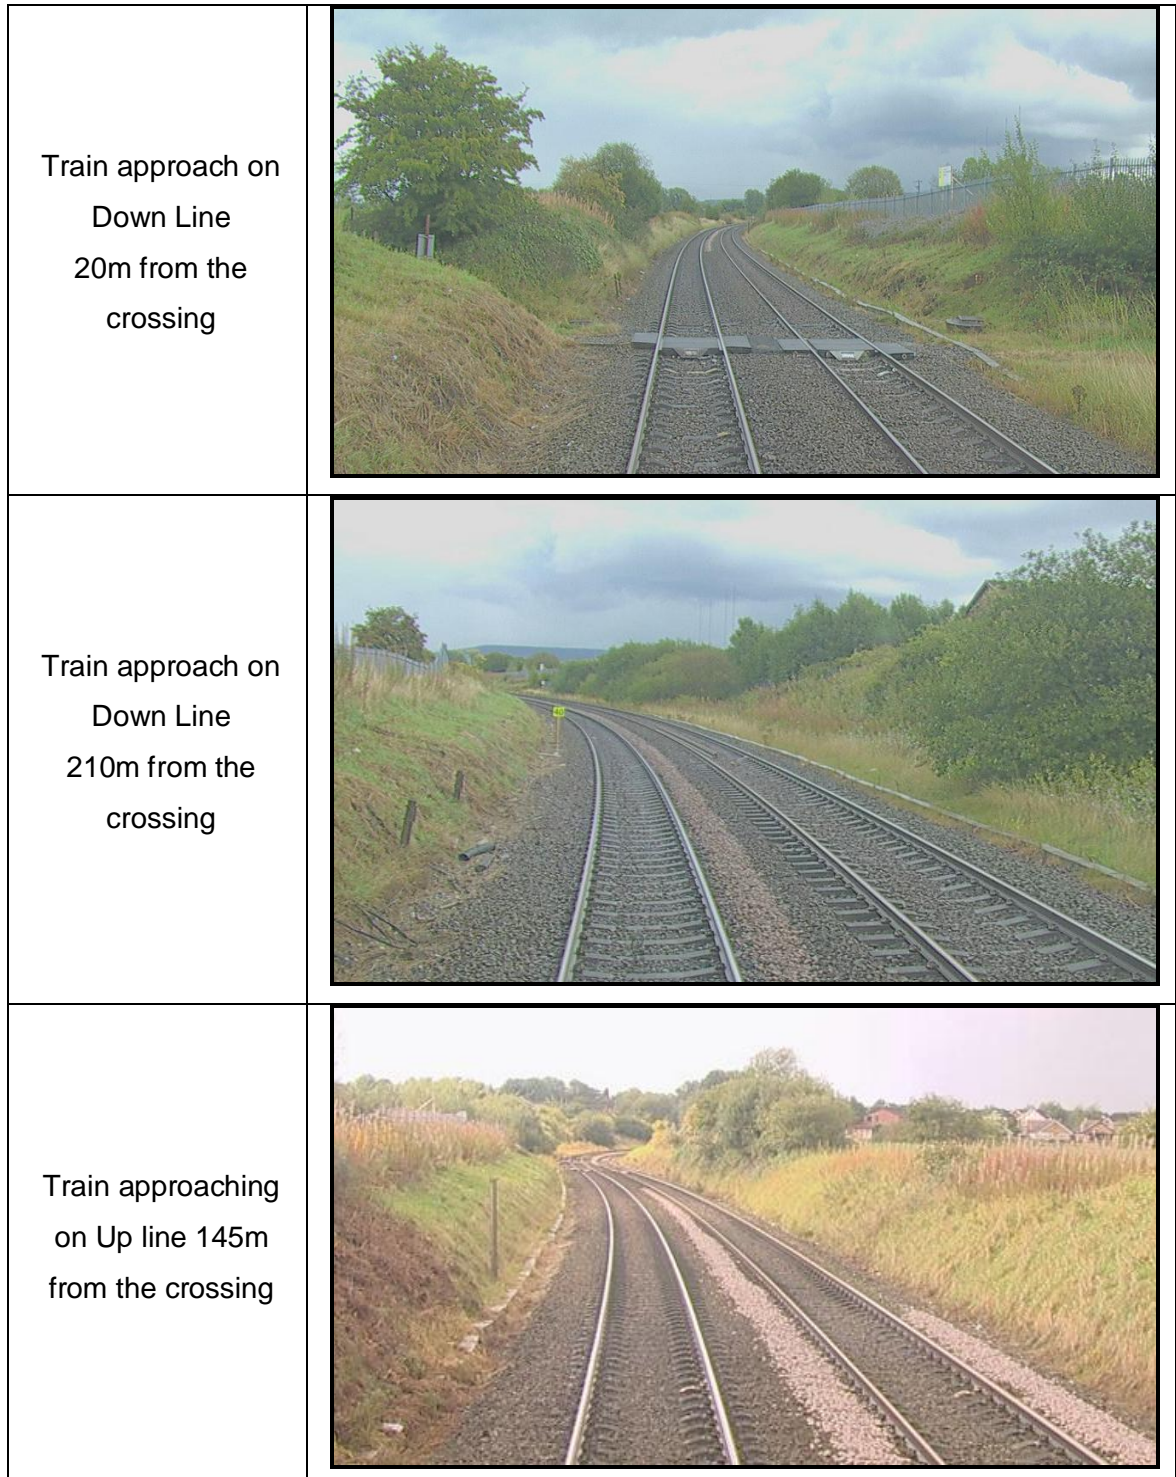 Train approach on
Down Line
20m from the
crossing
Train approach on
Down Line
210m from the
crossing
Train approaching
on Up line 145m
from the crossing